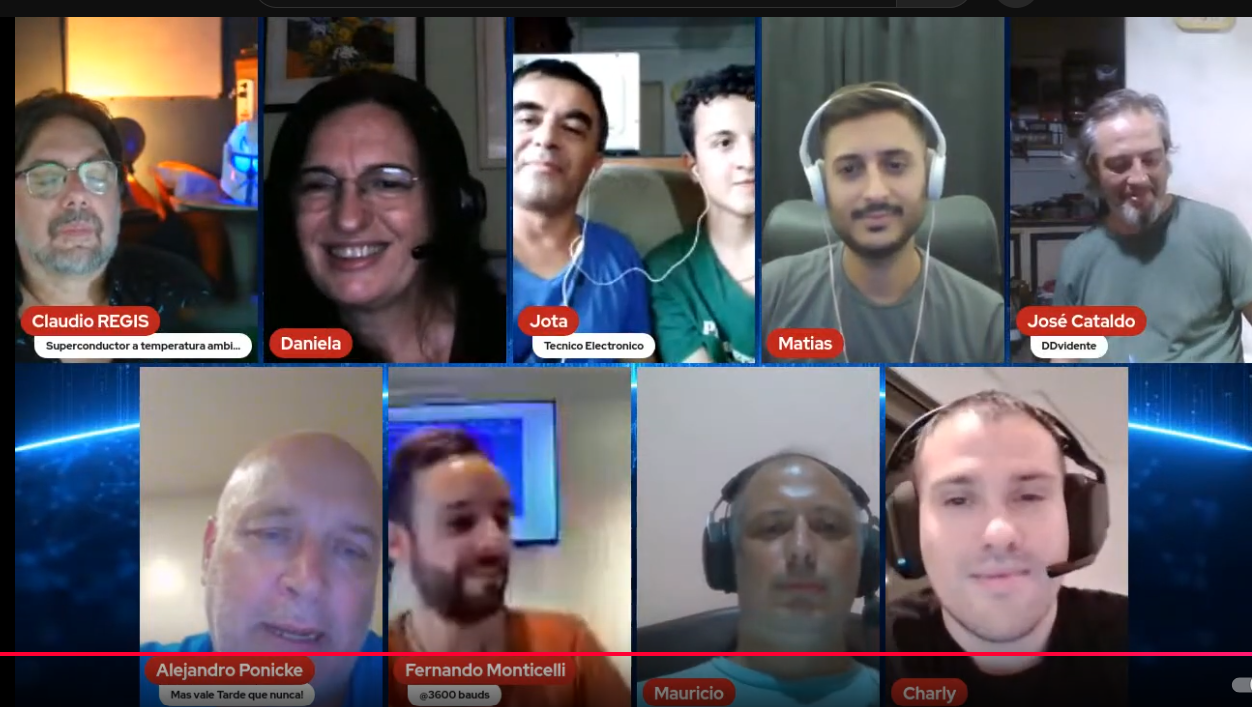 Claudio REGIS
Superconductor a temperatura ambi...
Daniela
Jota
Tecnico Electronico
Matias
José Cataldo
DDvidente
Alejandro Ponicke
Mas vale Tarde que nunca!
Fernando Monticelli
@3600 bauds
Mauricio
Charly